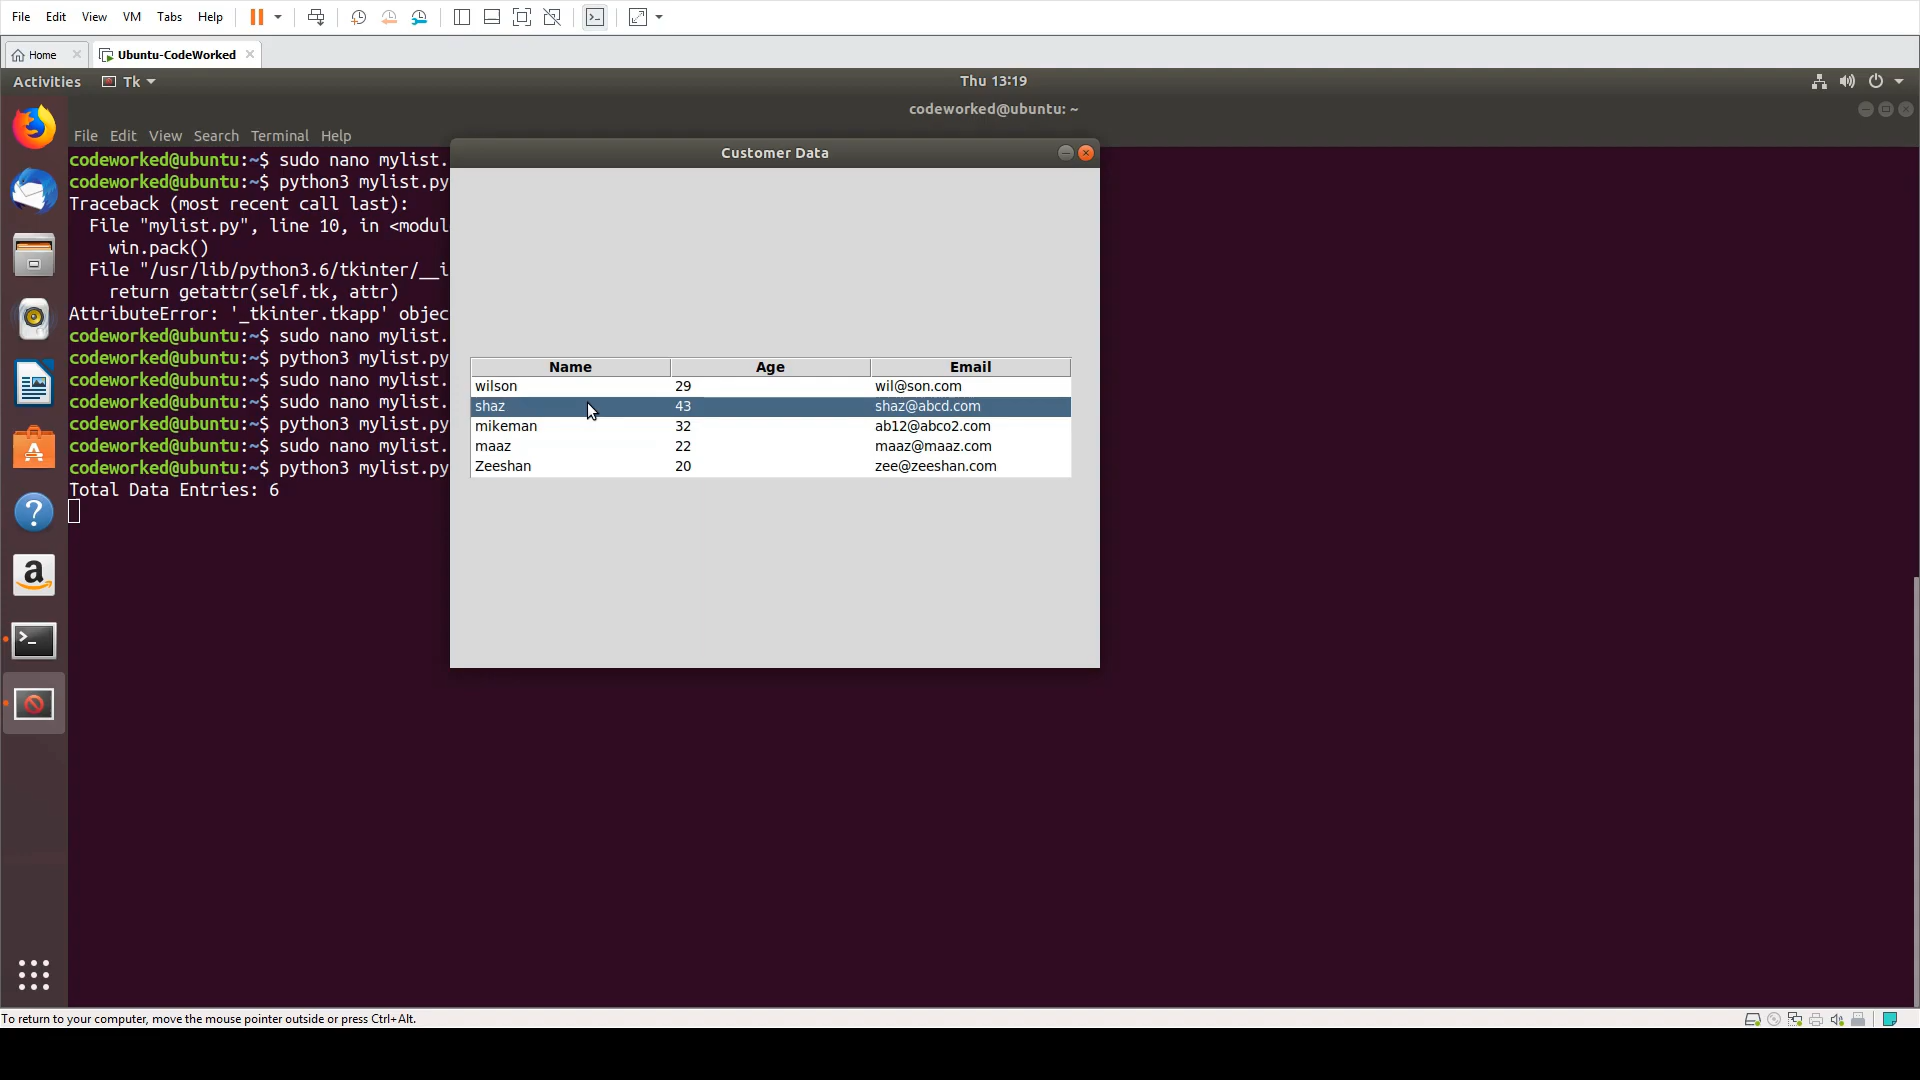 File Edit View VM Tabs Help
Home Ubuntu-CodeWorked
Activities Tk Thu 13:19
codeworked@ubuntu: ~
File Edit View Search Terminal Help
codeworked@ubuntu:~$ sudo nano mylist.
codeworked@ubuntu:~$ python3 mylist.py
Traceback (most recent call last):
File "mylist.py", line 10, in <modul
win.pack()
File "/usr/lib/python3.6/tkinter/__i
return getattr(self.tk, attr)
AttributeError: '_tkinter.tkapp' objec
codeworked@ubuntu:~$ sudo nano mylist.
codeworked@ubuntu:~$ python3 mylist.py
codeworked@ubuntu:~$ sudo nano mylist.
codeworked@ubuntu:~$ sudo nano mylist.
codeworked@ubuntu:~$ python3 mylist.py
codeworked@ubuntu:~$ sudo nano mylist.
codeworked@ubuntu:~$ python3 mylist.py
Total Data Entries: 6
Customer Data
Name Age Email
wilson 29 wil@son.com
shaz 43 shaz@abcd.com
mikeman 32 ab12@abco2.com
maaz 22 maaz@maaz.com
Zeeshan 20 zee@zeeshan.com
To return to your computer, move the mouse pointer outside or press Ctrl+Alt.